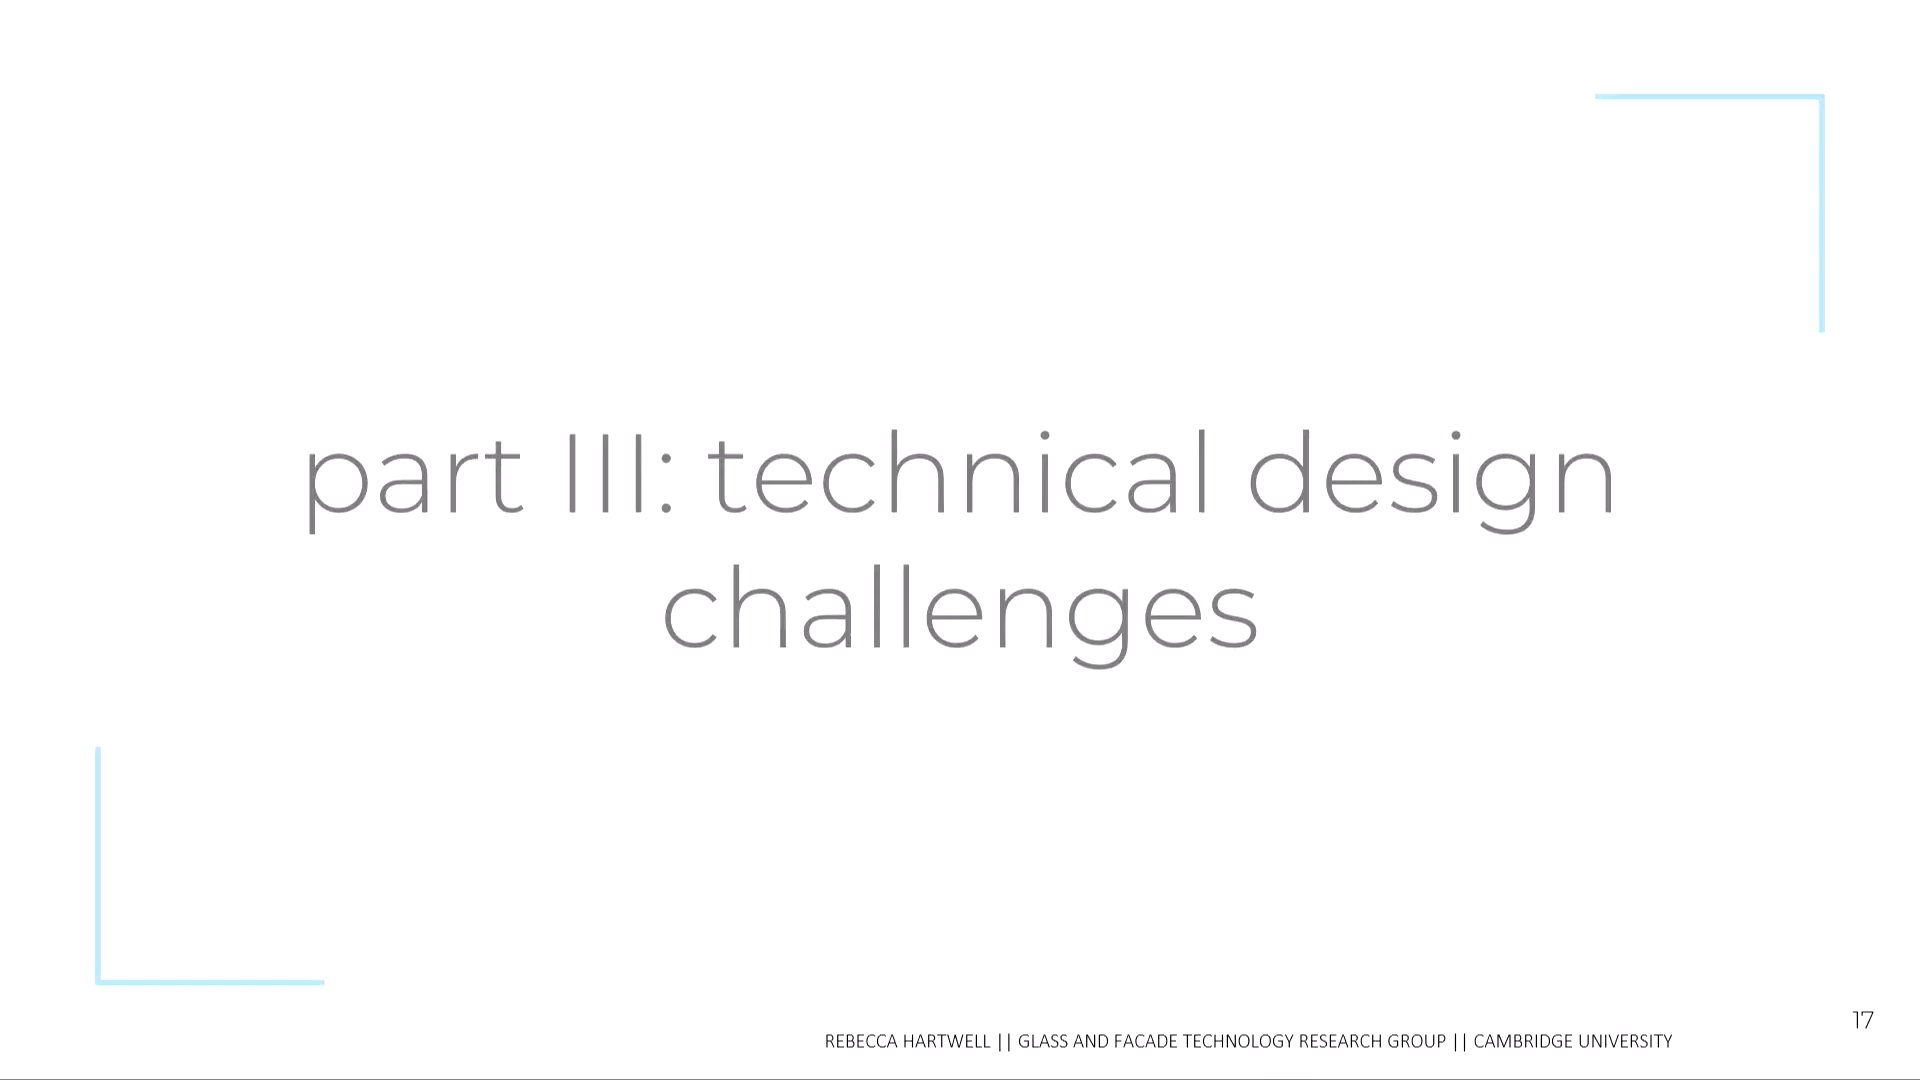 part III: technical design
challenges
17
REBECCA HARTWELL || GLASS AND FACADE TECHNOLOGY RESEARCH GROUP || CAMBRIDGE UNIVERSITY